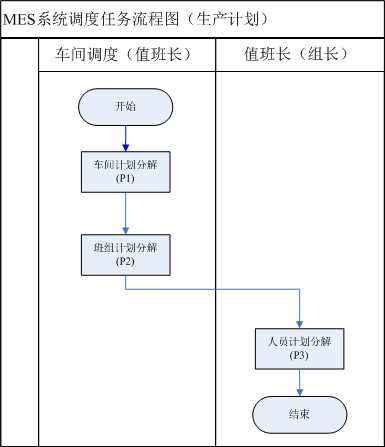 MES系统调度任务流程图（生产计划）
车间调度（值班长）
值班长（组长）
开始
车间计划分解
(P1)
班组计划分解
(P2)
人员计划分解
(P3)
结束